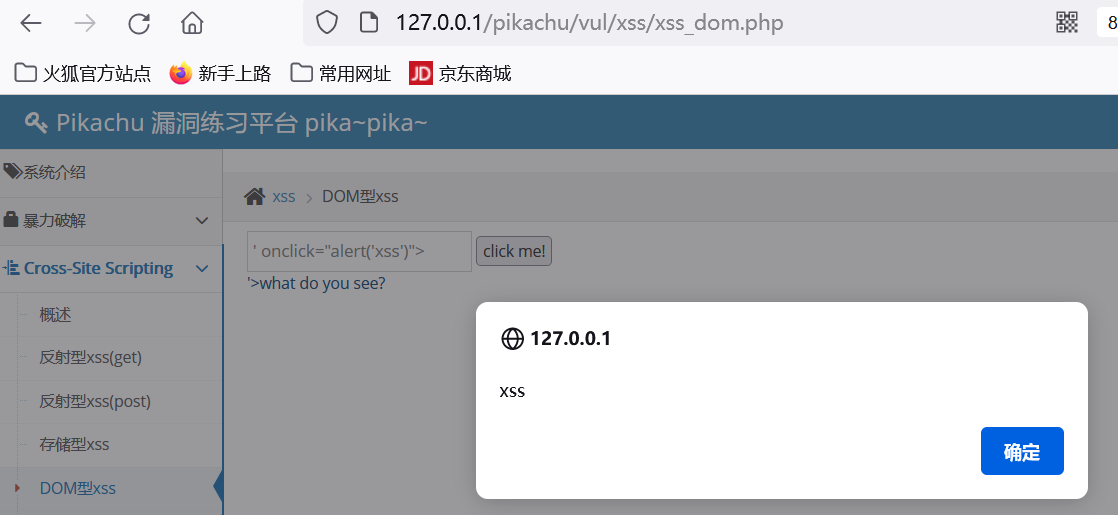 127.0.0.1/pikachu/vul/xss/xss_dom.php 8
火狐官方站点 新手上路 常用网址 JD 京东商城
Pikachu 漏洞练习平台 pika~pika~
系统介绍
xss DOM型xss
暴力破解
' onclick="alert('xss')"> click me!
Cross-Site Scripting
'>what do you see?
概述
127.0.0.1
反射型xss(get)
xss
反射型xss(post)
存储型xss
确定
DOM型xss